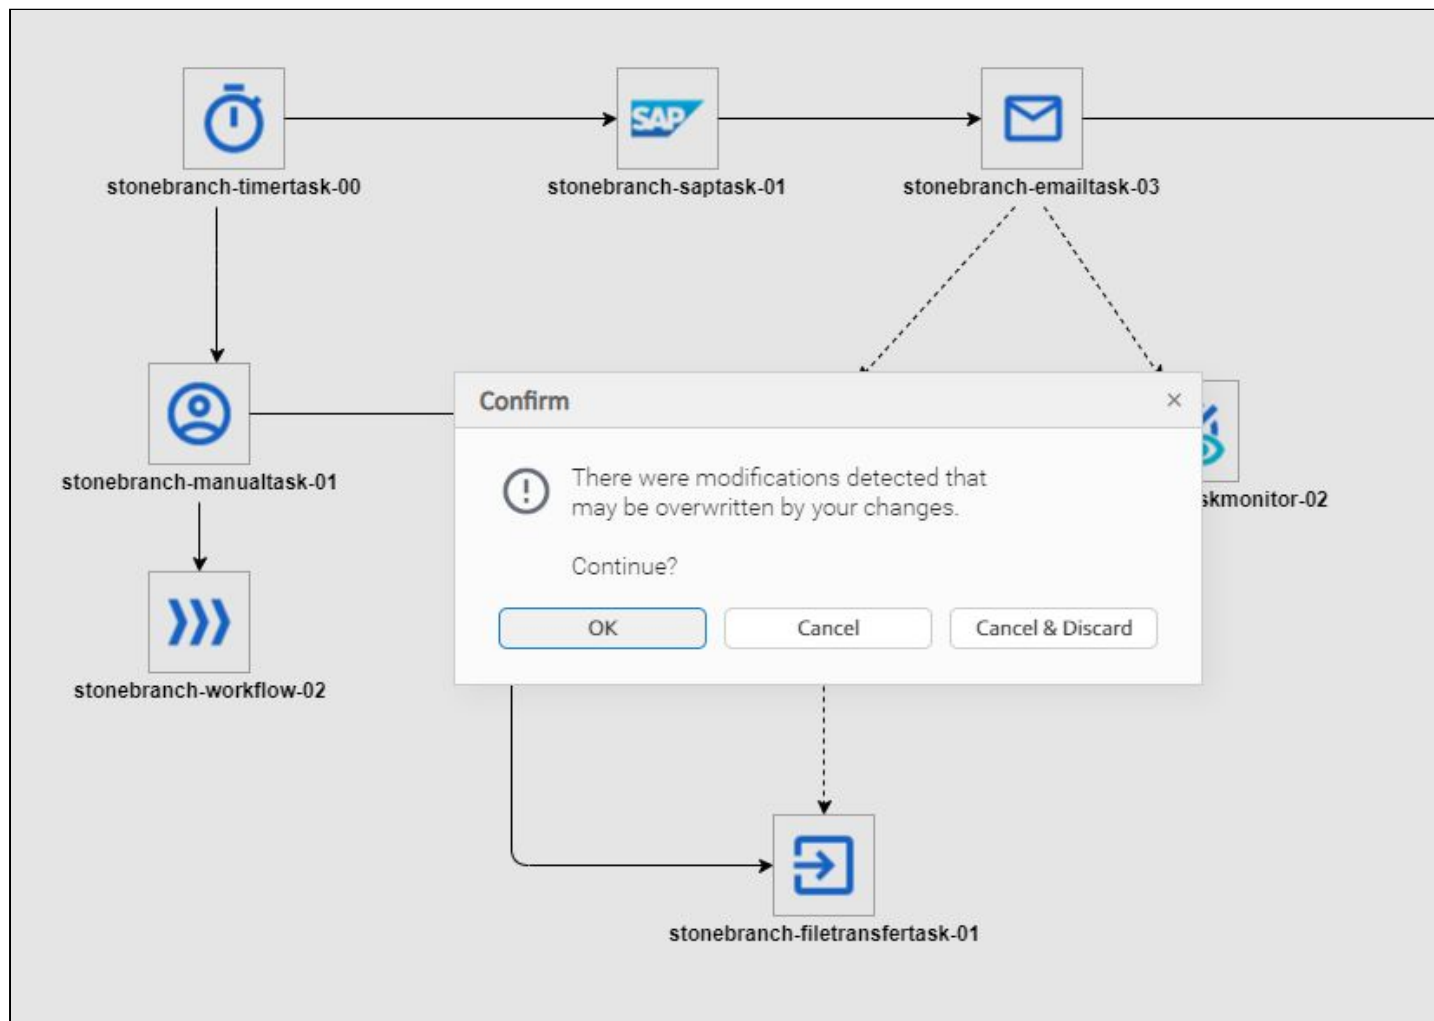 SAP
stonebranch-timertask-00
stonebranch-saptask-01
stonebranch-emailtask-03
Confirm
There were modifications detected that
may be overwritten by your changes.
Continue?
OK
Cancel
Cancel & Discard
stonebranch-manualtask-01
skmonitor-02
stonebranch-workflow-02
stonebranch-filetransfertask-01